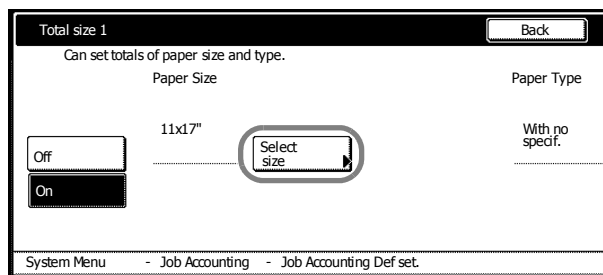 Total size 1
Back
Can set totals of paper size and type.
Paper Size
Paper Type
11x17"
Select
size
With no
specif.
Off
On
System Menu - Job Accounting - Job Accounting Def set.